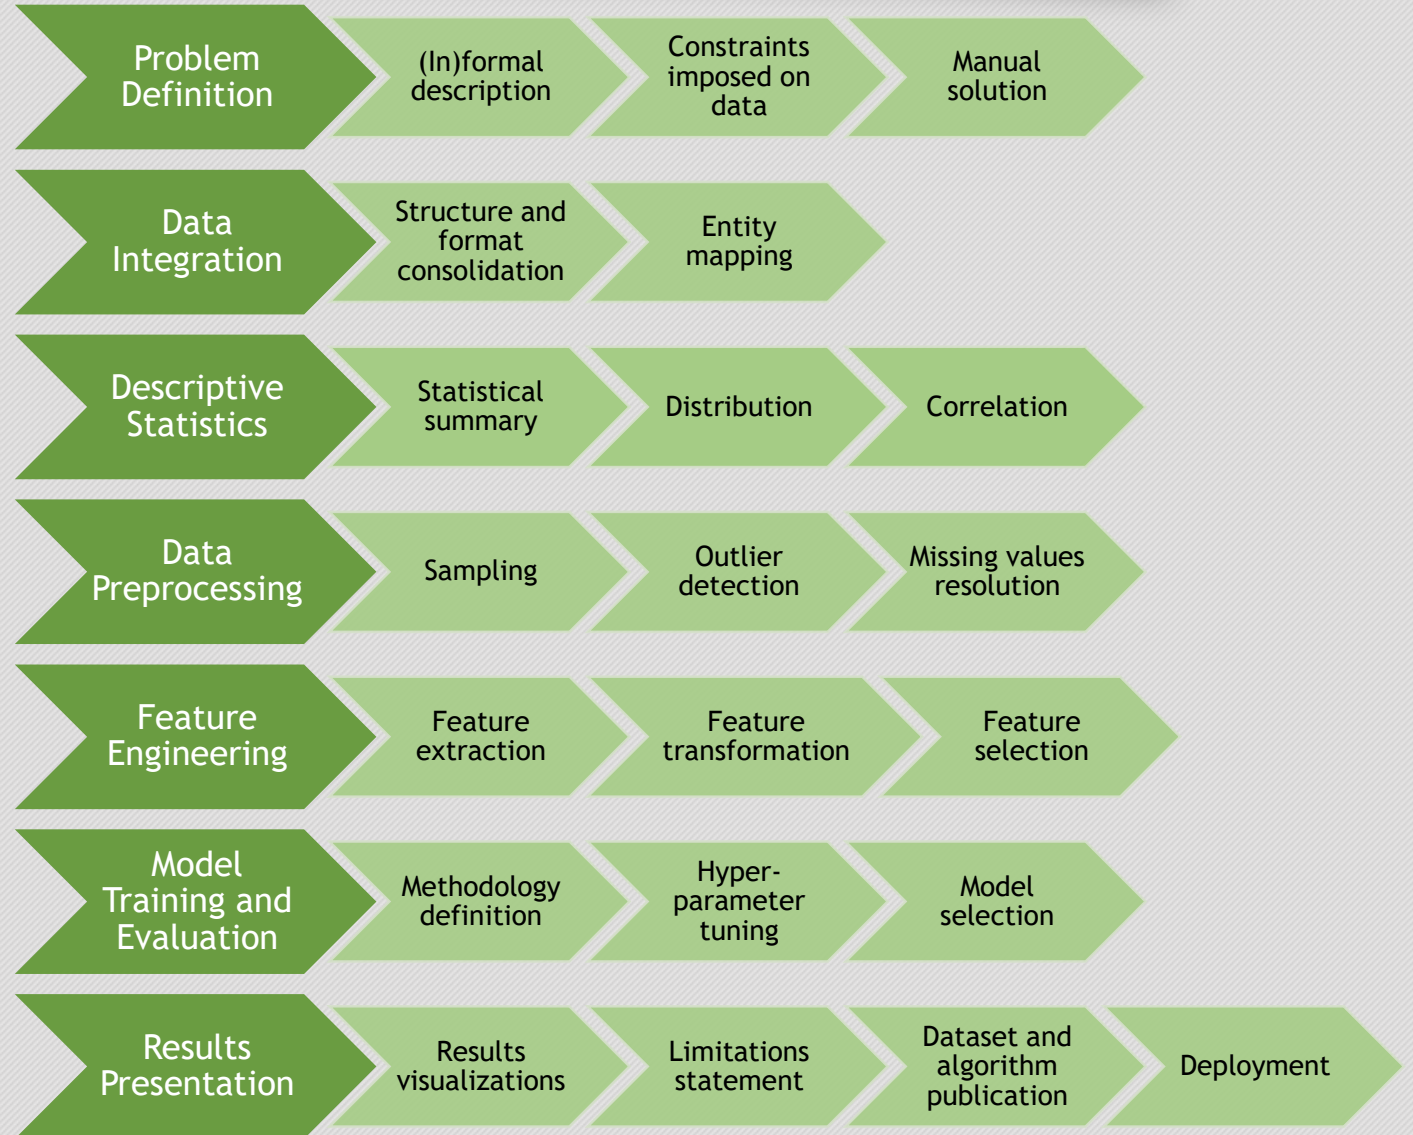 Problem
Definition
(In)formal
description
Constraints
imposed on
data
Manual
solution
Data
Integration
Structure and
format
consolidation
Entity
mapping
Descriptive
Statistics
Statistical
summary
Distribution
Correlation
Data
Preprocessing
Sampling
Outlier
detection
Missing values
resolution
Feature
Engineering
Feature
extraction
Feature
transformation
Feature
selection
Model
Training and
Evaluation
Methodology
definition
Hyper-
parameter
tuning
Model
selection
Results
Presentation
Results
visualizations
Limitations
statement
Dataset and
algorithm
publication
Deployment